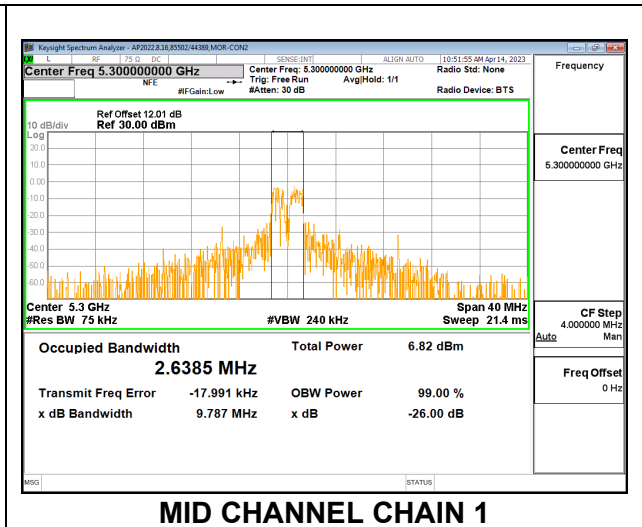 Keysight Spectrum Analyzer - AP2022.8.16,85502/44389,MOR-CON2
L RF 75 Ω DC SENSE:INT ALIGN AUTO 10:51:55 AM Apr 14, 2023
Center Freq 5.300000000 GHz Center Freq: 5.300000000 GHz Radio Std: None Frequency
NFE Trig: Free Run Avg|Hold: 1/1
#IFGain:Low #Atten: 30 dB Radio Device: BTS
Ref Offset 12.01 dB
10 dB/div Ref 30.00 dBm
Log
20.0
10.0
0.00
-10.0
-20.0
-30.0
-40.0
-50.0
-60.0
Center Freq
5.300000000 GHz
Center 5.3 GHz Span 40 MHz
#Res BW 75 kHz #VBW 240 kHz Sweep 21.4 ms
CF Step
4.000000 MHz
Auto Man
Occupied Bandwidth Total Power 6.82 dBm
2.6385 MHz
Freq Offset
0 Hz
Transmit Freq Error -17.991 kHz OBW Power 99.00 %
x dB Bandwidth 9.787 MHz x dB -26.00 dB
MSG STATUS
MID CHANNEL CHAIN 1